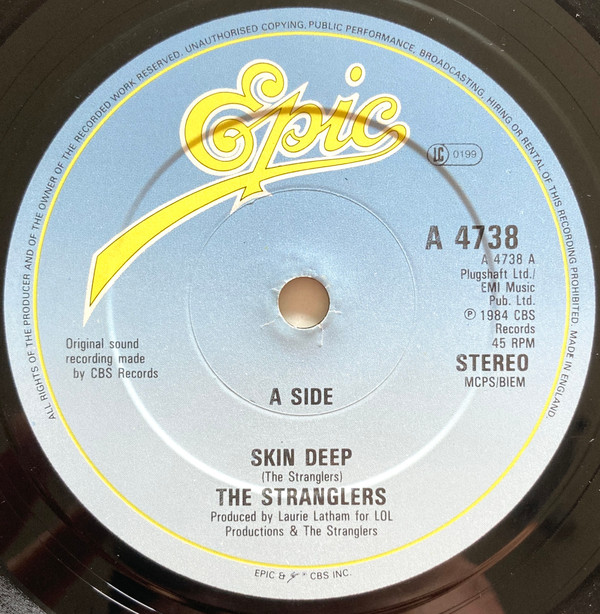 ALL RIGHTS OF THE PRODUCER AND OF THE OWNER OF THE RECORDED WORK RESERVED. UNAUTHORISED COPYING, PUBLIC PERFORMANCE, BROADCASTING, HIRING OR RENTAL OF THIS RECORDING PROHIBITED. MADE IN ENGLAND.
Epic
LC 0199
A 4738
A 4738 A
Plugshaft Ltd./
EMI Music
Pub. Ltd.
℗ 1984 CBS
Records
45 RPM
STEREO
MCPS/BIEM
Original sound
recording made
by CBS Records
A SIDE
SKIN DEEP
(The Stranglers)
THE STRANGLERS
Produced by Laurie Latham for LOL
Productions & The Stranglers
EPIC & ® CBS INC.